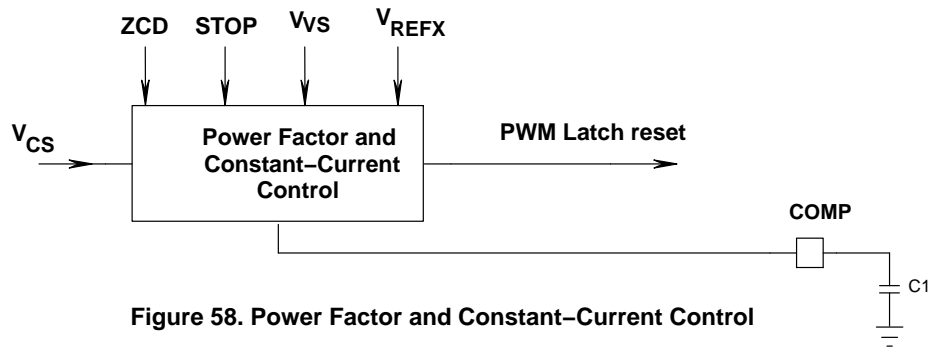 ZCD STOP VVS VREFX
VCS
Power Factor and
Constant−Current
Control
PWM Latch reset
COMP
C1
Figure 58. Power Factor and Constant−Current Control